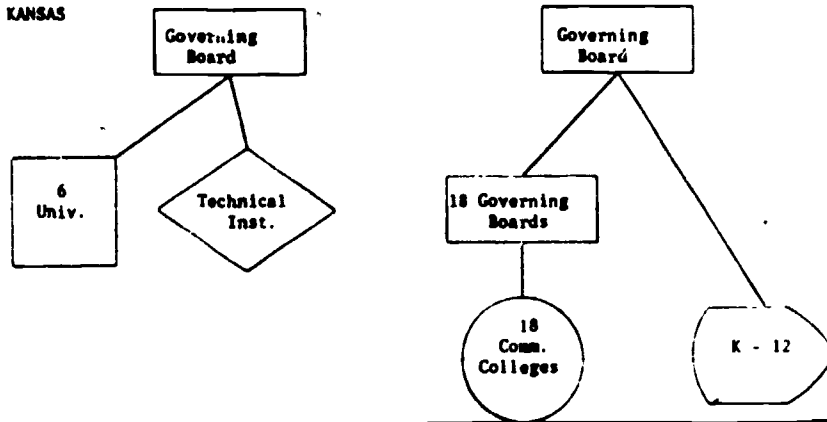 KANSAS
Governing
Board
Governing
Board
6
Univ.
Technical
Inst.
18 Governing
Boards
18
Comm.
Colleges
K - 12